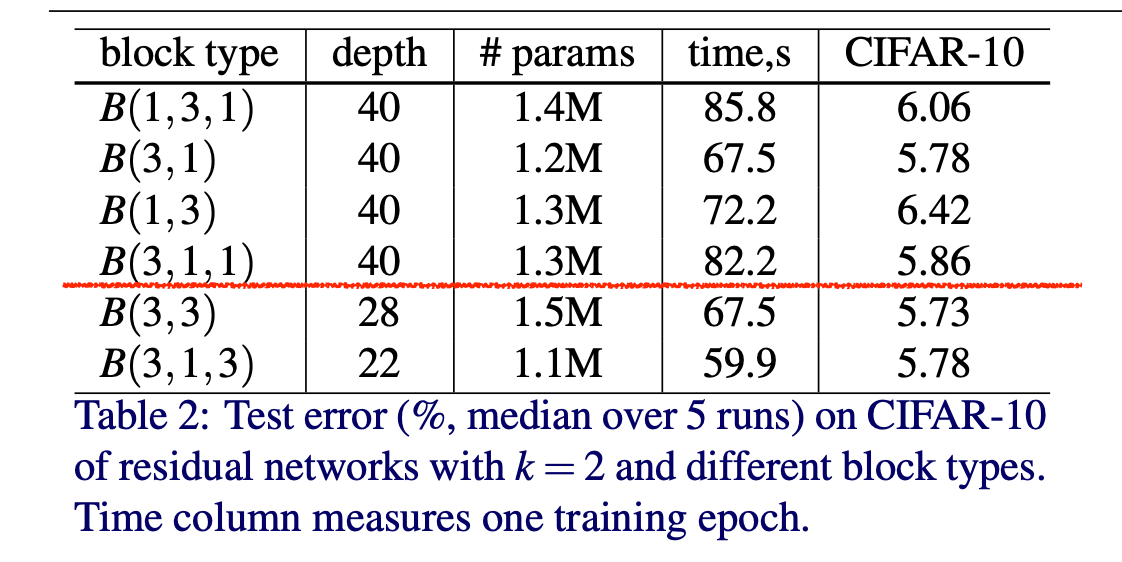 block type depth # params time,s CIFAR-10
B(1,3,1) 40 1.4M 85.8 6.06
B(3,1) 40 1.2M 67.5 5.78
B(1,3) 40 1.3M 72.2 6.42
B(3,1,1) 40 1.3M 82.2 5.86
B(3,3) 28 1.5M 67.5 5.73
B(3,1,3) 22 1.1M 59.9 5.78
Table 2: Test error (%, median over 5 runs) on CIFAR-10
of residual networks with k = 2 and different block types.
Time column measures one training epoch.